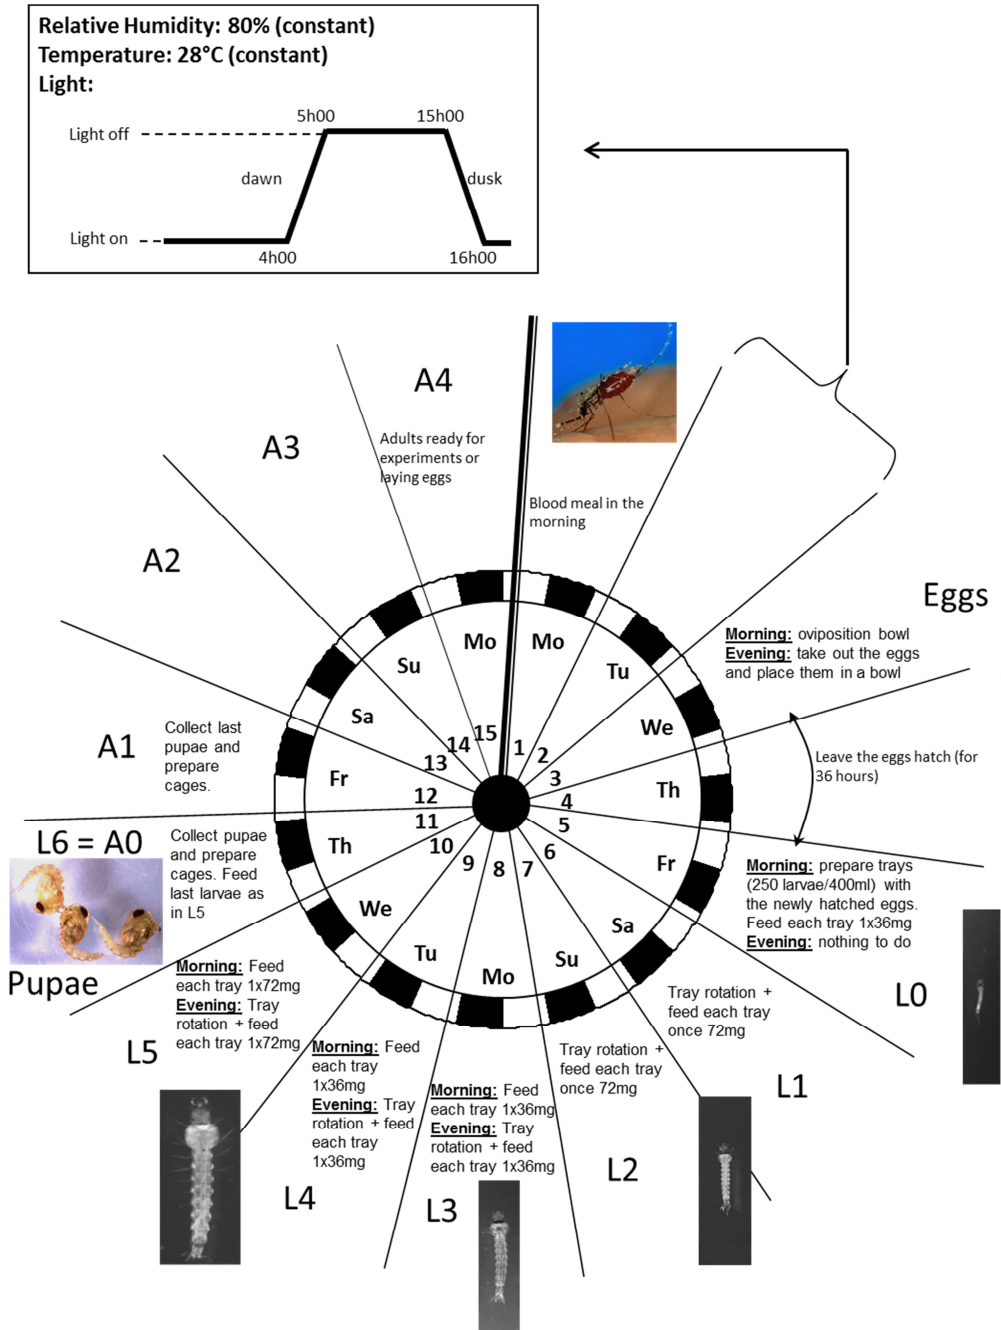 Relative Humidity: 80% (constant)
Temperature: 28°C (constant)
Light:
5h00
15h00
Light off
dawn
dusk
Light on
4h00
16h00
A4
A3
Adults ready for
experiments or
laying eggs
Blood meal in the
morning
A2
Eggs
Morning: oviposition bowl
Evening: take out the eggs
and place them in a bowl
Mo
Mo
Su
Tu
Sa
We
A1
Collect last
pupae and
prepare
cages.
Fr
Th
15
1
14
2
13
3
12
4
11
5
10
6
9
8
7
Leave the eggs hatch (for
36 hours)
L6 = A0
Collect pupae
and prepare
cages. Feed
last larvae as
in L5
Th
Fr
Morning: prepare trays
(250 larvae/400ml) with
the newly hatched eggs.
Feed each tray 1x36mg
Evening: nothing to do
We
Sa
Tu
Su
Mo
Pupae
Morning: Feed
each tray 1x72mg
Evening: Tray
rotation + feed
each tray 1x72mg
L0
Tray rotation +
feed each tray
once 72mg
L5
Morning: Feed
each tray
1x36mg
Evening: Tray
rotation + feed
each tray
1x36mg
Tray rotation +
feed each tray
once 72mg
Morning: Feed
each tray 1x36mg
Evening: Tray
rotation + feed
each tray 1x36mg
L1
L2
L4
L3